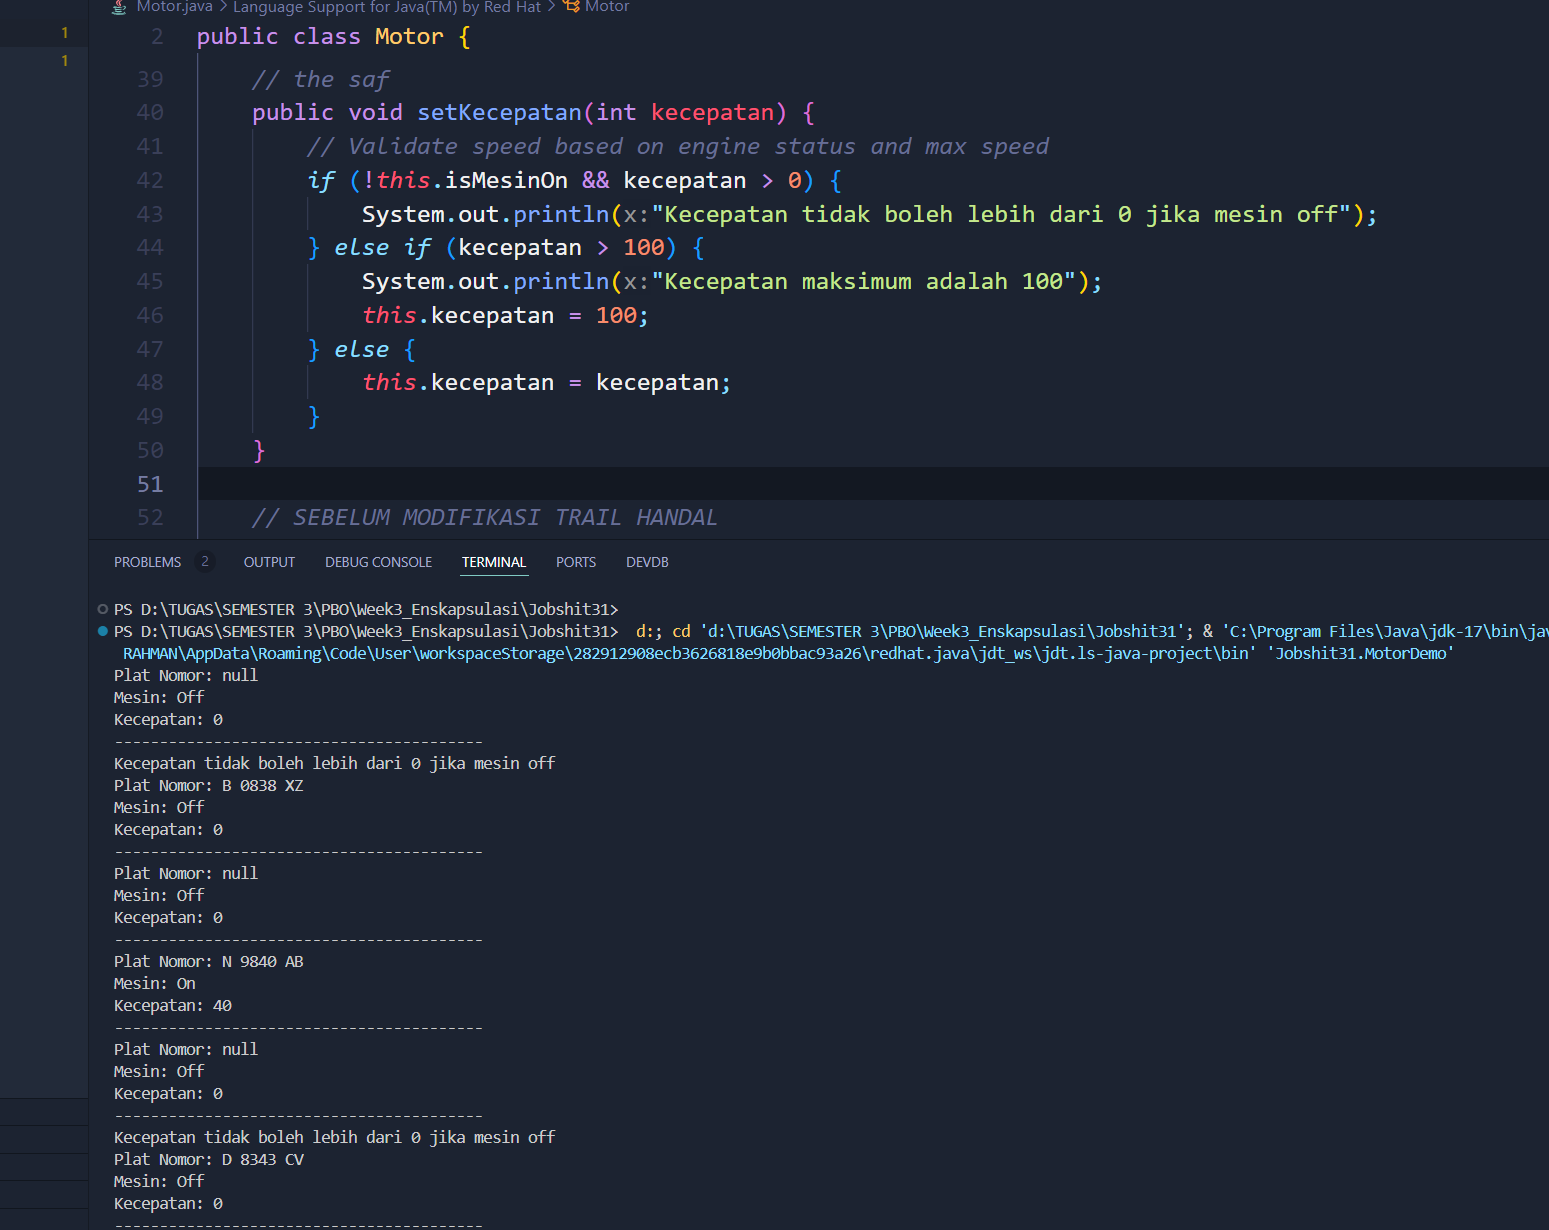 Motor.java > Language Support for Java(TM) by Red Hat > Motor
1
1
2 public class Motor {
39 // the saf
40 public void setKecepatan(int kecepatan) {
41 // Validate speed based on engine status and max speed
42 if (!this.isMesinOn && kecepatan > 0) {
43 System.out.println(x:"Kecepatan tidak boleh lebih dari 0 jika mesin off");
44 } else if (kecepatan > 100) {
45 System.out.println(x:"Kecepatan maksimum adalah 100");
46 this.kecepatan = 100;
47 } else {
48 this.kecepatan = kecepatan;
49 }
50 }
51
52 // SEBELUM MODIFIKASI TRAIL HANDAL
PROBLEMS 2 OUTPUT DEBUG CONSOLE TERMINAL PORTS DEVDB
PS D:\TUGAS\SEMESTER 3\PBO\Week3_Enskapsulasi\Jobshit31>
PS D:\TUGAS\SEMESTER 3\PBO\Week3_Enskapsulasi\Jobshit31> d:; cd 'd:\TUGAS\SEMESTER 3\PBO\Week3_Enskapsulasi\Jobshit31'; & 'C:\Program Files\Java\jdk-17\bin\jav
RAHMAN\AppData\Roaming\Code\User\workspaceStorage\282912908ecb3626818e9b0bbac93a26\redhat.java\jdt_ws\jdt.ls-java-project\bin' 'Jobshit31.MotorDemo'
Plat Nomor: null
Mesin: Off
Kecepatan: 0
-----------------------------------------
Kecepatan tidak boleh lebih dari 0 jika mesin off
Plat Nomor: B 0838 XZ
Mesin: Off
Kecepatan: 0
-----------------------------------------
Plat Nomor: null
Mesin: Off
Kecepatan: 0
-----------------------------------------
Plat Nomor: N 9840 AB
Mesin: On
Kecepatan: 40
-----------------------------------------
Plat Nomor: null
Mesin: Off
Kecepatan: 0
-----------------------------------------
Kecepatan tidak boleh lebih dari 0 jika mesin off
Plat Nomor: D 8343 CV
Mesin: Off
Kecepatan: 0
-----------------------------------------